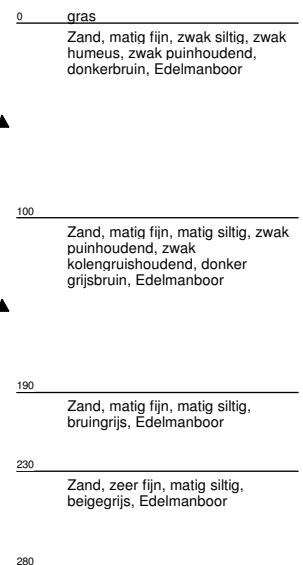 0 gras
Zand, matig fijn, zwak siltig, zwak
humeus, zwak puinhoudend,
donkerbruin, Edelmanboor
100
Zand, matig fijn, matig siltig, zwak
puinhoudend, zwak
kolengruishoudend, donker
grijsbruin, Edelmanboor
190
Zand, matig fijn, matig siltig,
bruingrijs, Edelmanboor
230
Zand, zeer fijn, matig siltig,
beigegrijs, Edelmanboor
280